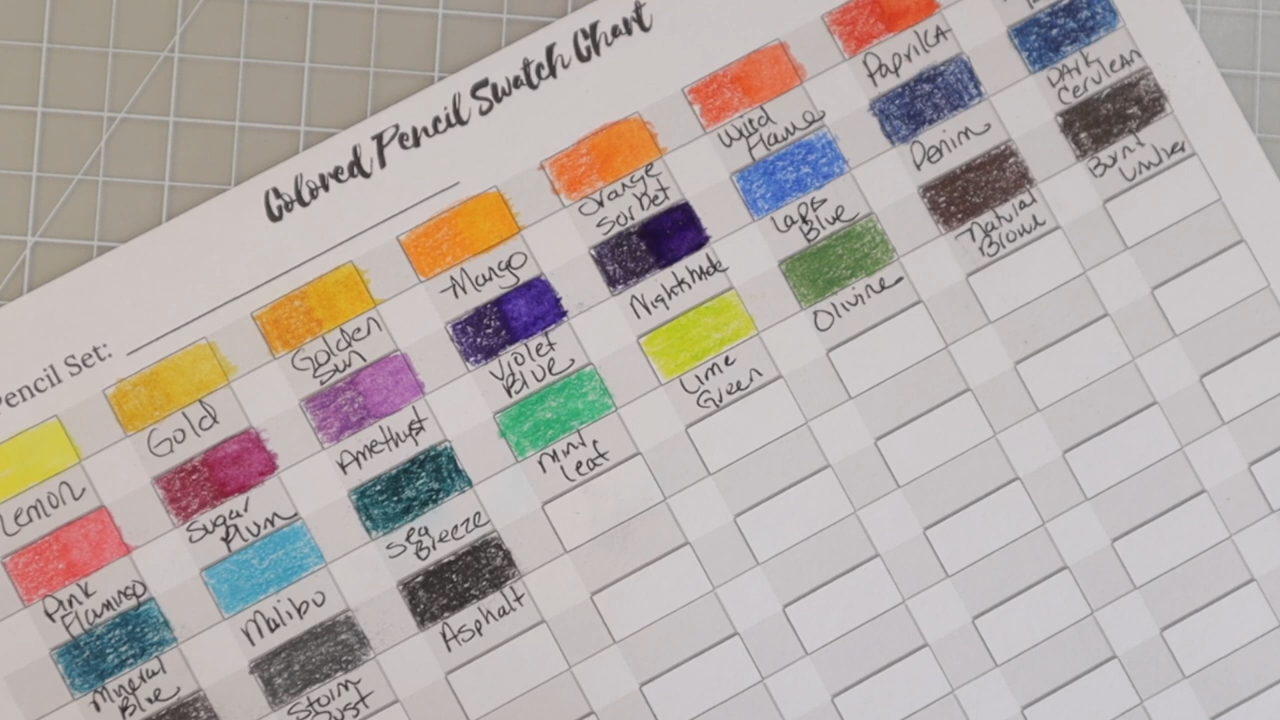 Colored Pencil Swatch Chart
Pencil Set:
Lemon
Gold
Golden
Sun
Mango
Orange
Sorbet
Wild
Flame
Paprika
Pink
Flamingo
Sugar
Plum
Amethyst
Violet
Blue
Nightshade
Lapis
Blue
Denim
Dark
Cerulean
Mineral
Blue
Malibu
Sea
Breeze
Mint
Leaf
Lime
Green
Olivine
Natural
Brown
Burnt
Umber
Storm
Asphalt